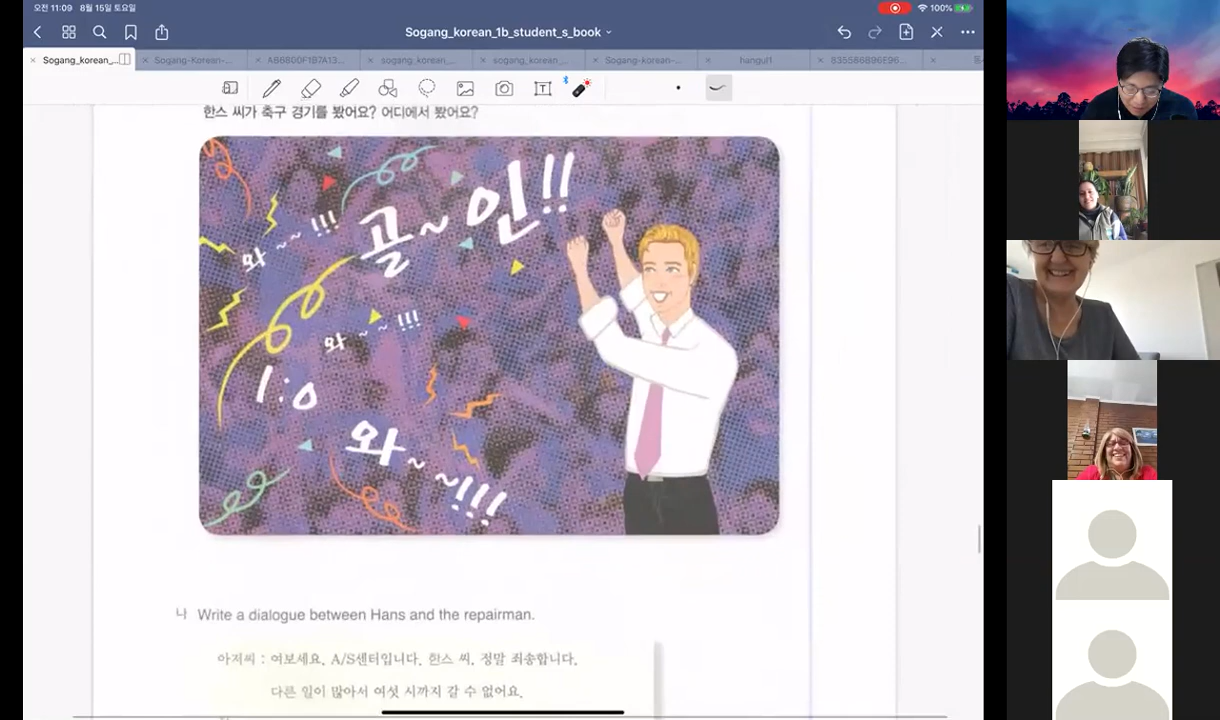 오전 11:09 8월 15일 토요일
100%
Sogang_korean_1b_student_s_book
Sogang_korean_...
Sogang-Korean-...
A86800F1B7A13...
sogang_korean_...
sogang_korean_...
Sogang-korean-...
hangul1
835586B96E96...
한스 씨가 축구 경기를 봤어요? 어디에서 봤어요?
골~인!!
와~~!!!
와~~!!!
1:0
와~~!!!
나 Write a dialogue between Hans and the repairman.
아저씨 : 여보세요. A/S센터입니다. 한스 씨, 정말 죄송합니다.
다른 일이 많아서 여섯 시까지 갈 수 없어요.